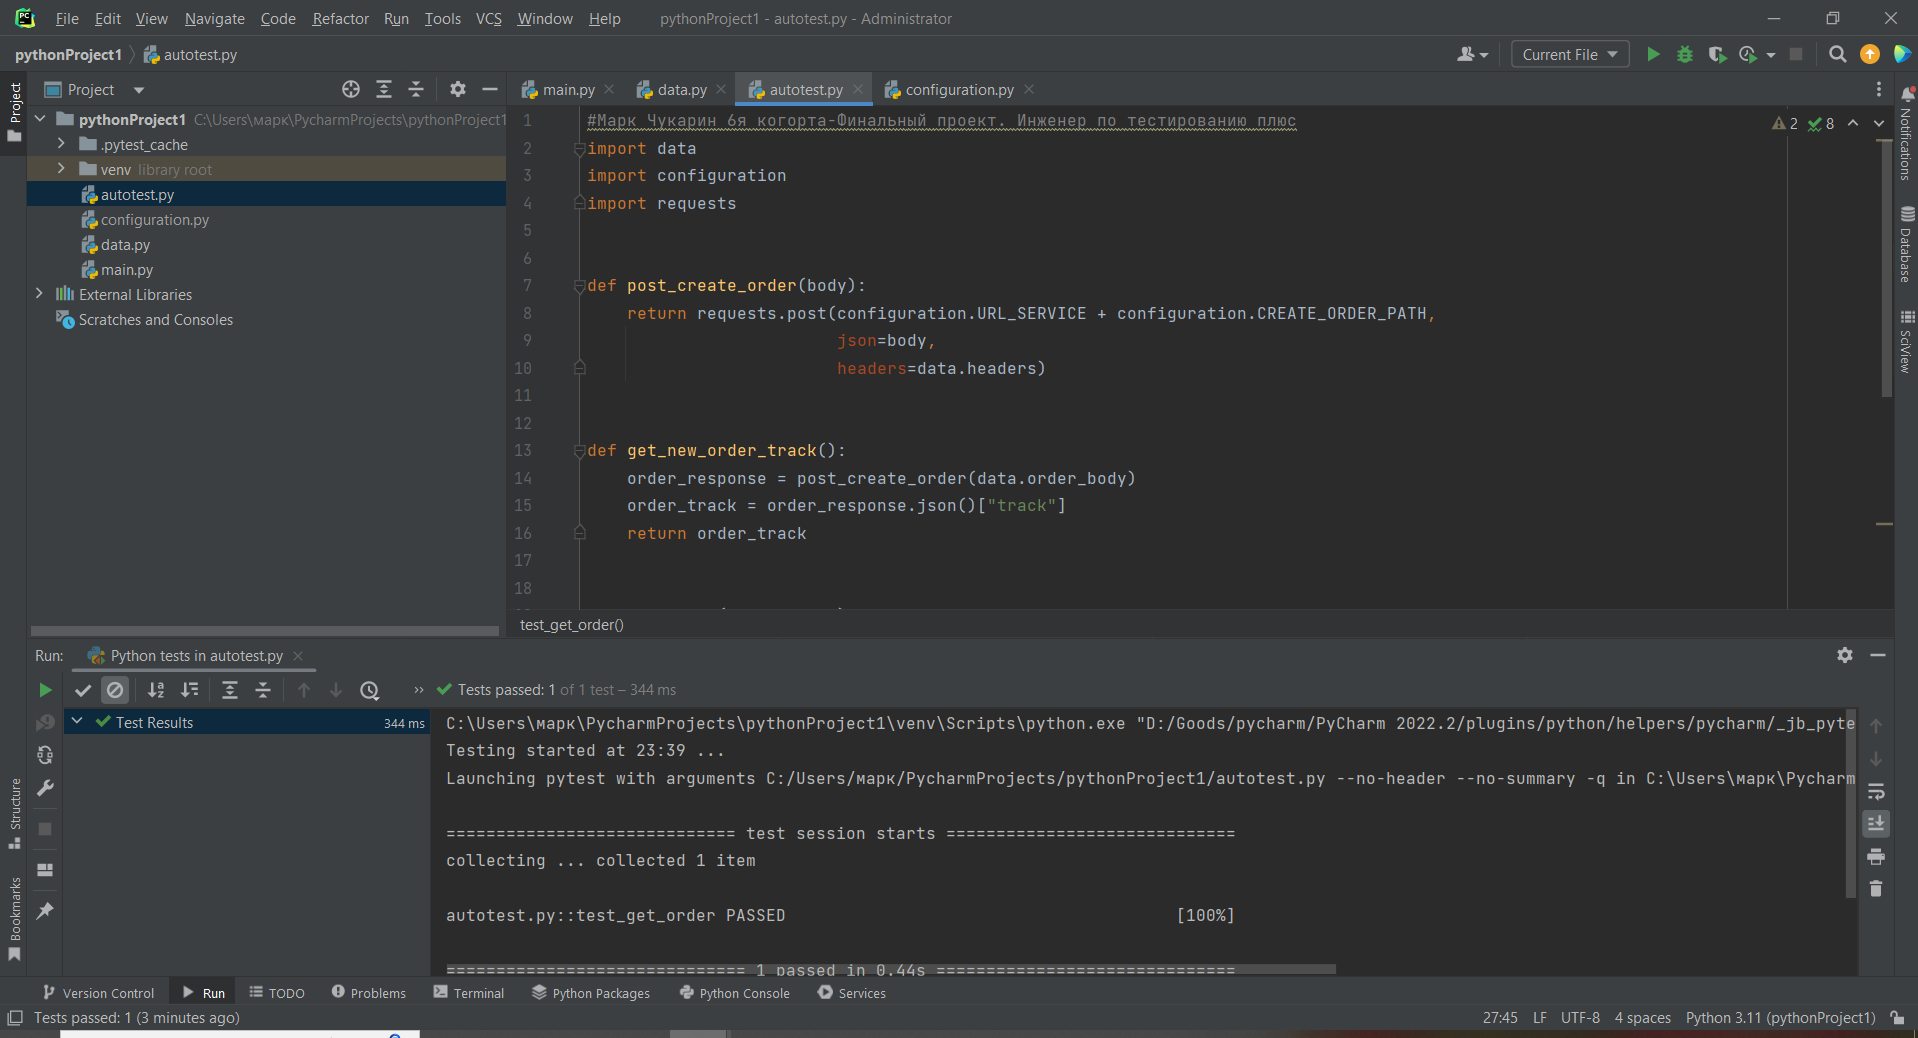 File Edit View Navigate Code Refactor Run Tools VCS Window Help pythonProject1 - autotest.py - Administrator
pythonProject1 autotest.py Current File
Project
Project
main.py data.py autotest.py configuration.py
pythonProject1 C:\Users\марк\PycharmProjects\pythonProject1
.pytest_cache
venv library root
autotest.py
configuration.py
data.py
main.py
External Libraries
Scratches and Consoles
2 8
1 #Марк Чукарин 6я когорта-Финальный проект. Инженер по тестированию плюс
2 import data
3 import configuration
4 import requests
5
6
7 def post_create_order(body):
8 return requests.post(configuration.URL_SERVICE + configuration.CREATE_ORDER_PATH,
9 json=body,
10 headers=data.headers)
11
12
13 def get_new_order_track():
14 order_response = post_create_order(data.order_body)
15 order_track = order_response.json()["track"]
16 return order_track
17
18
test_get_order()
Notifications
Database
SciView
Run: Python tests in autotest.py
» Tests passed: 1 of 1 test – 344 ms
Test Results 344 ms
C:\Users\марк\PycharmProjects\pythonProject1\venv\Scripts\python.exe "D:/Goods/pycharm/PyCharm 2022.2/plugins/python/helpers/pycharm/_jb_pyte
Testing started at 23:39 ...
Launching pytest with arguments C:/Users/марк/PycharmProjects/pythonProject1/autotest.py --no-header --no-summary -q in C:\Users\марк\Pycharm
============================= test session starts =============================
collecting ... collected 1 item
autotest.py::test_get_order PASSED [100%]
============================== 1 passed in 0.44s ==============================
Structure
Bookmarks
Version Control Run TODO Problems Terminal Python Packages Python Console Services
Tests passed: 1 (3 minutes ago) 27:45 LF UTF-8 4 spaces Python 3.11 (pythonProject1)